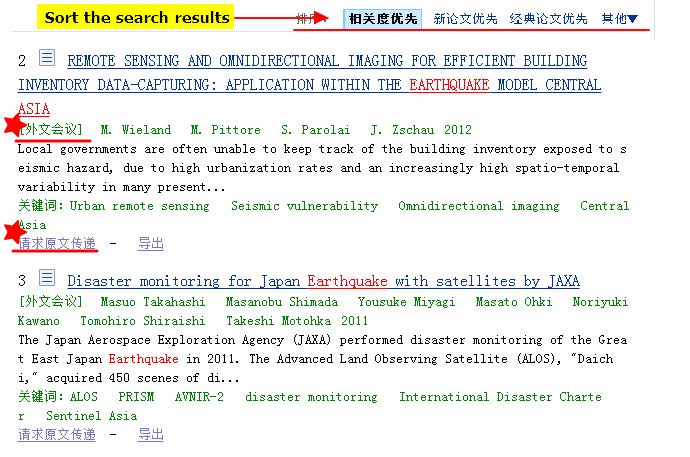 Sort the search results
排序： 相关度优先 新论文优先 经典论文优先 其他▼
2 REMOTE SENSING AND OMNIDIRECTIONAL IMAGING FOR EFFICIENT BUILDING
INVENTORY DATA-CAPTURING: APPLICATION WITHIN THE EARTHQUAKE MODEL CENTRAL
ASIA
[外文会议] M. Wieland M. Pittore S. Parolai J. Zschau 2012
Local governments are often unable to keep track of the building inventory exposed to s
eismic hazard, due to high urbanization rates and an increasingly high spatio-temporal
variability in many present...
关键词：Urban remote sensing Seismic vulnerability Omnidirectional imaging Central
Asia
请求原文传递 - 导出
3 Disaster monitoring for Japan Earthquake with satellites by JAXA
[外文会议] Masuo Takahashi Masanobu Shimada Yousuke Miyagi Masato Ohki Noriyuki
Kawano Tomohiro Shiraishi Takeshi Motohka 2011
The Japan Aerospace Exploration Agency (JAXA) performed disaster monitoring of the Grea
t East Japan Earthquake in 2011. The Advanced Land Observing Satellite (ALOS), "Daich
i," acquired 450 scenes of di...
关键词：ALOS PRISM AVNIR-2 disaster monitoring International Disaster Charte
r Sentinel Asia
请求原文传递 - 导出